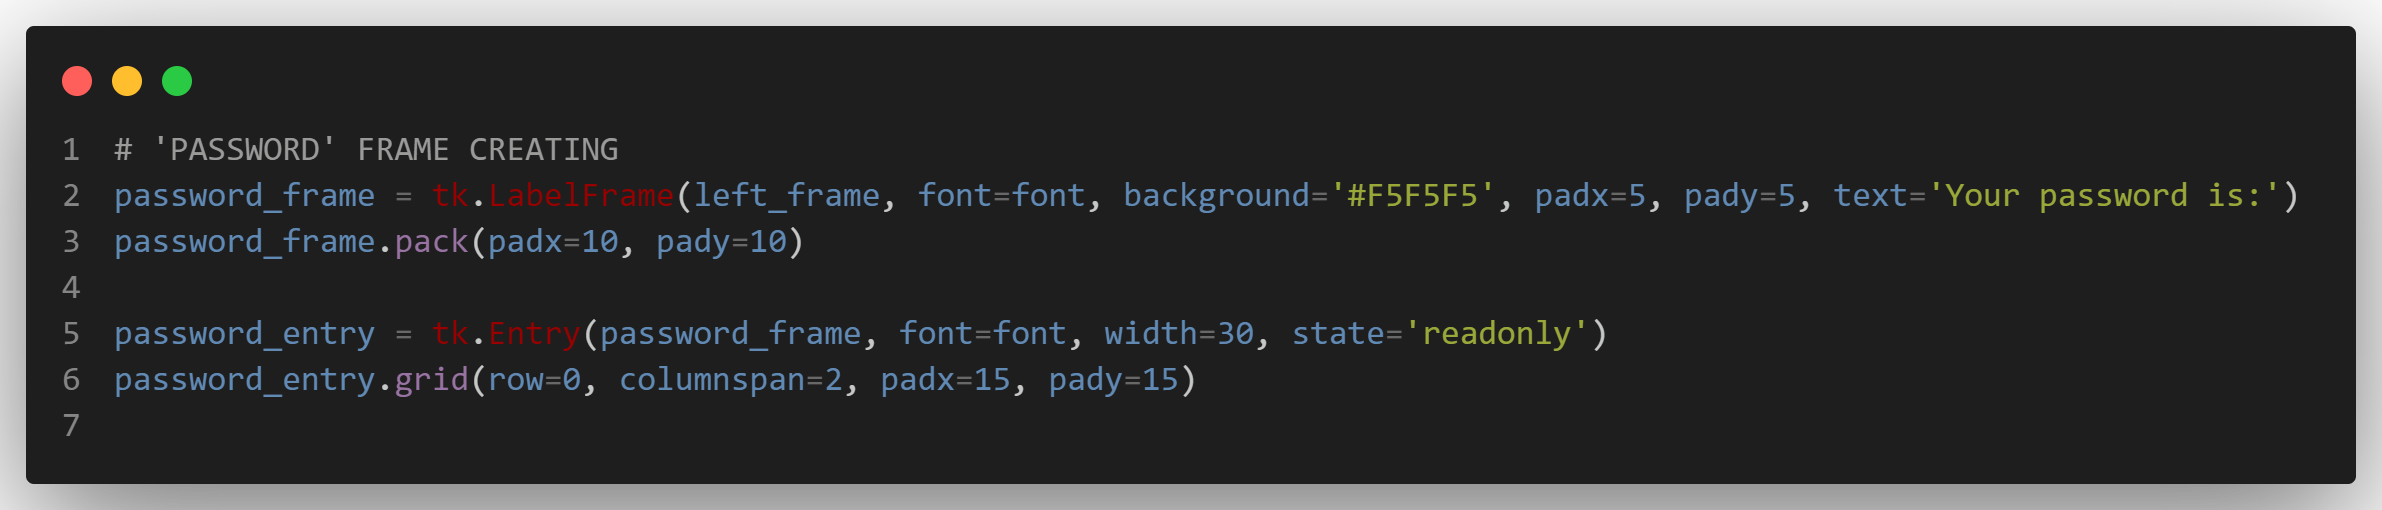 1 # 'PASSWORD' FRAME CREATING
2 password_frame = tk.LabelFrame(left_frame, font=font, background='#F5F5F5', padx=5, pady=5, text='Your password is:')
3 password_frame.pack(padx=10, pady=10)
4
5 password_entry = tk.Entry(password_frame, font=font, width=30, state='readonly')
6 password_entry.grid(row=0, columnspan=2, padx=15, pady=15)
7